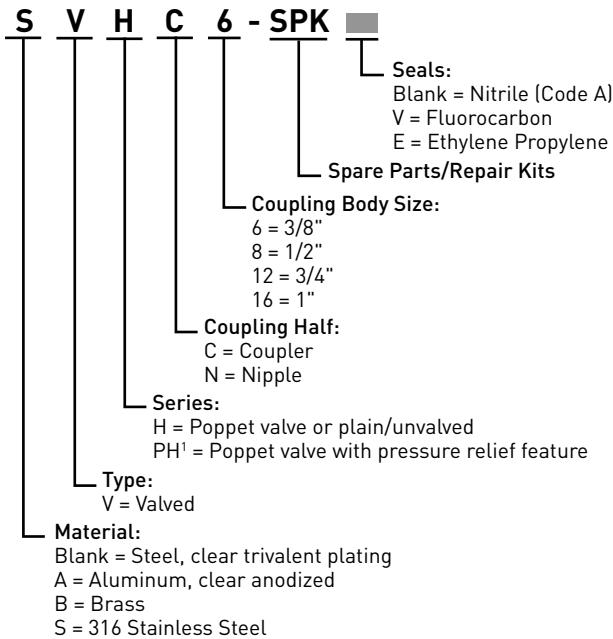 S V H C 6 - SPK
Seals:
Blank = Nitrile (Code A)
V = Fluorocarbon
E = Ethylene Propylene
Spare Parts/Repair Kits
Coupling Body Size:
6 = 3/8"
8 = 1/2"
12 = 3/4"
16 = 1"
Coupling Half:
C = Coupler
N = Nipple
Series:
H = Poppet valve or plain/unvalved
PH¹ = Poppet valve with pressure relief feature
Type:
V = Valved
Material:
Blank = Steel, clear trivalent plating
A = Aluminum, clear anodized
B = Brass
S = 316 Stainless Steel